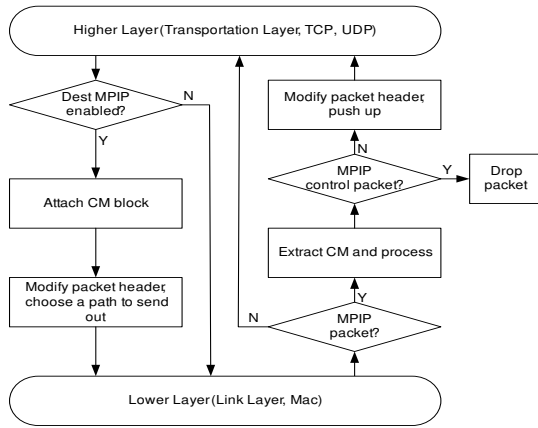 Higher Layer(Transportation Layer, TCP, UDP)
Dest MPIP
enabled?
N
Y
Attach CM block
Modify packet header,
choose a path to send
out
Modify packet header,
push up
N
MPIP
control packet?
Y
Drop
packet
Extract CM and process
Y
MPIP
packet?
N
Lower Layer(Link Layer, Mac)